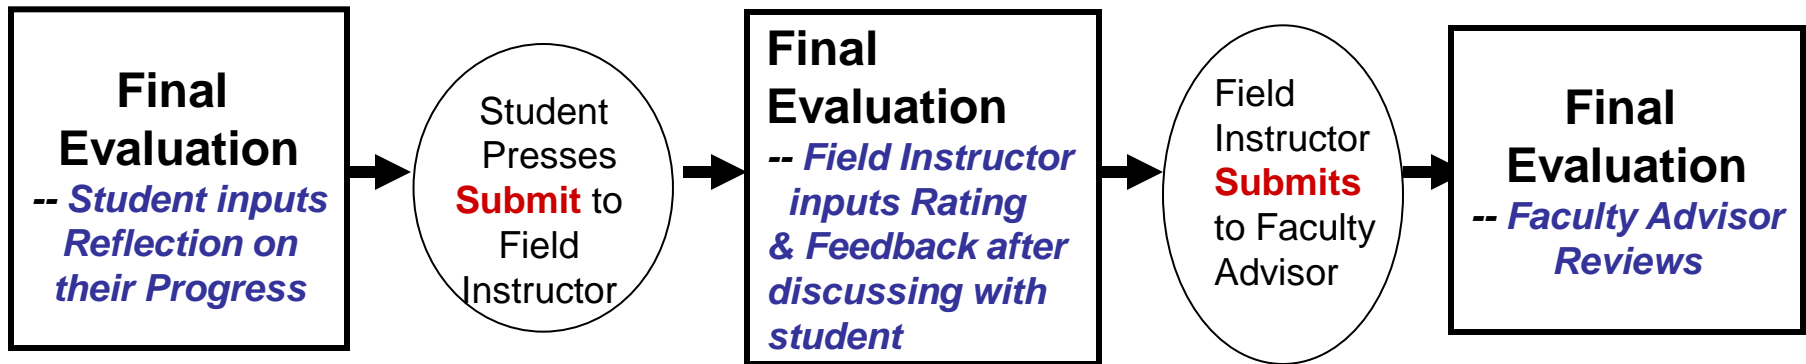 Final
Evaluation
-- Student inputs
Reflection on
their Progress
Student
Presses
Submit to
Field
Instructor
Final
Evaluation
-- Field Instructor
inputs Rating
& Feedback after
discussing with
student
Field
Instructor
Submits
to Faculty
Advisor
Final
Evaluation
-- Faculty Advisor
Reviews